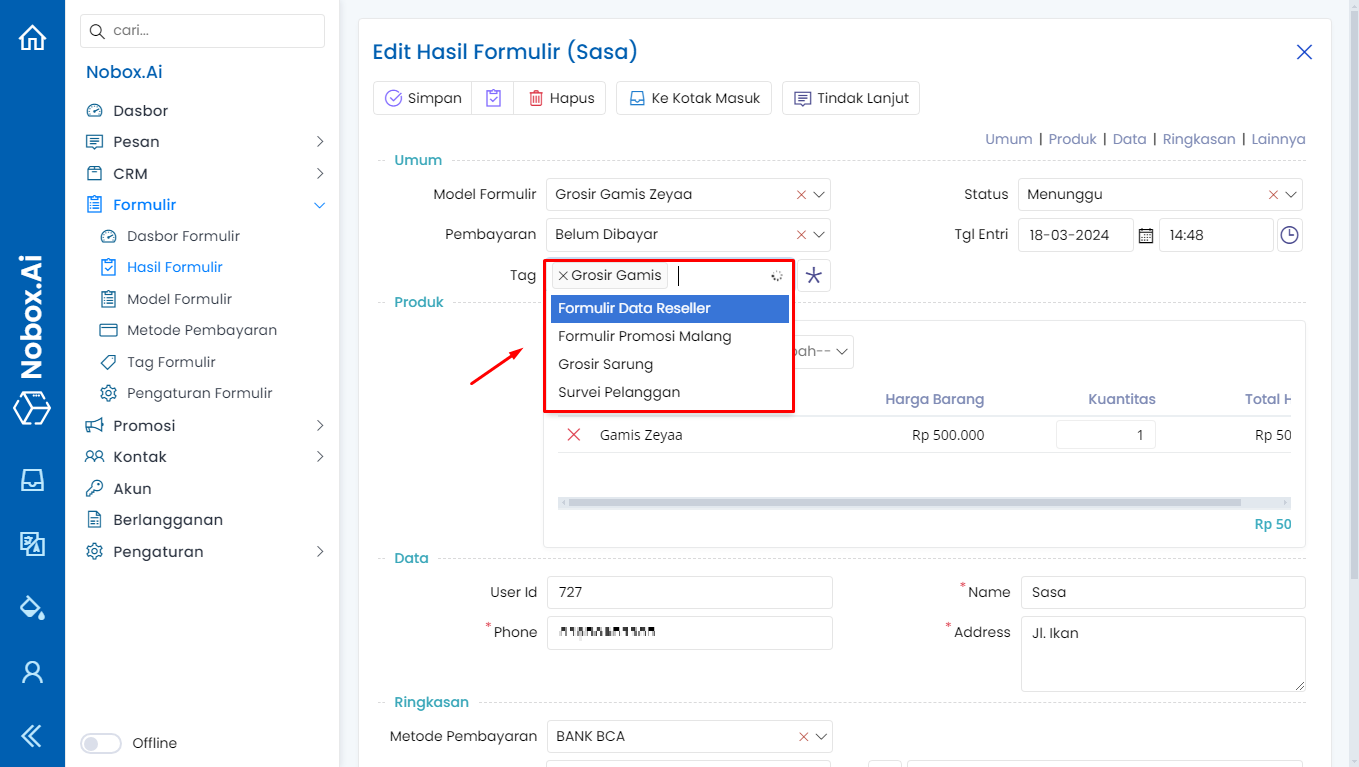 Nobox.Ai
cari...
Nobox.Ai
Dasbor
Pesan
CRM
Formulir
Dasbor Formulir
Hasil Formulir
Model Formulir
Metode Pembayaran
Tag Formulir
Pengaturan Formulir
Promosi
Kontak
Akun
Berlangganan
Pengaturan
Offline
Edit Hasil Formulir (Sasa)
Simpan Hapus Ke Kotak Masuk Tindak Lanjut
Umum | Produk | Data | Ringkasan | Lainnya
Umum
Model Formulir Grosir Gamis Zeyaa Status Menunggu
Pembayaran Belum Dibayar Tgl Entri 18-03-2024 14:48
Tag Grosir Gamis
Formulir Data Reseller
Formulir Promosi Malang
Grosir Sarung
Survei Pelanggan
Produk
Harga Barang Kuantitas Total H
Gamis Zeyaa Rp 500.000 1 Rp 50
Rp 50
Data
User Id 727 *Name Sasa
*Phone *Address Jl. Ikan
Ringkasan
Metode Pembayaran BANK BCA